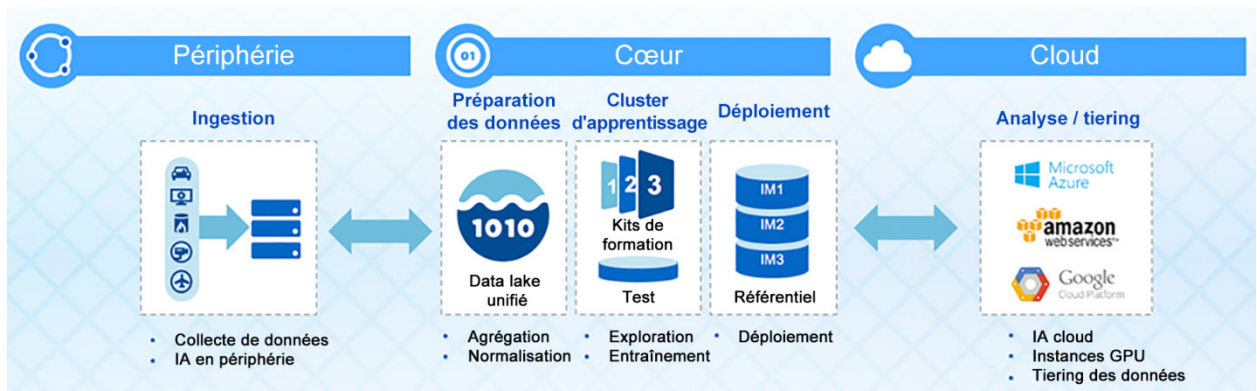 Périphérie
01
Cœur
Cloud
Ingestion
Préparation
des données
Cluster
d'apprentissage
Déploiement
Analyse / tiering
1010
Data lake
unifié
1
2
3
Kits de
formation
Test
IM1
IM2
IM3
Référentiel
Microsoft
Azure
amazon
webservices™
Google
Cloud Platform
• Collecte de données
• IA en périphérie
• Agrégation
• Normalisation
• Exploration
• Entraînement
• Déploiement
• IA cloud
• Instances GPU
• Tiering des données